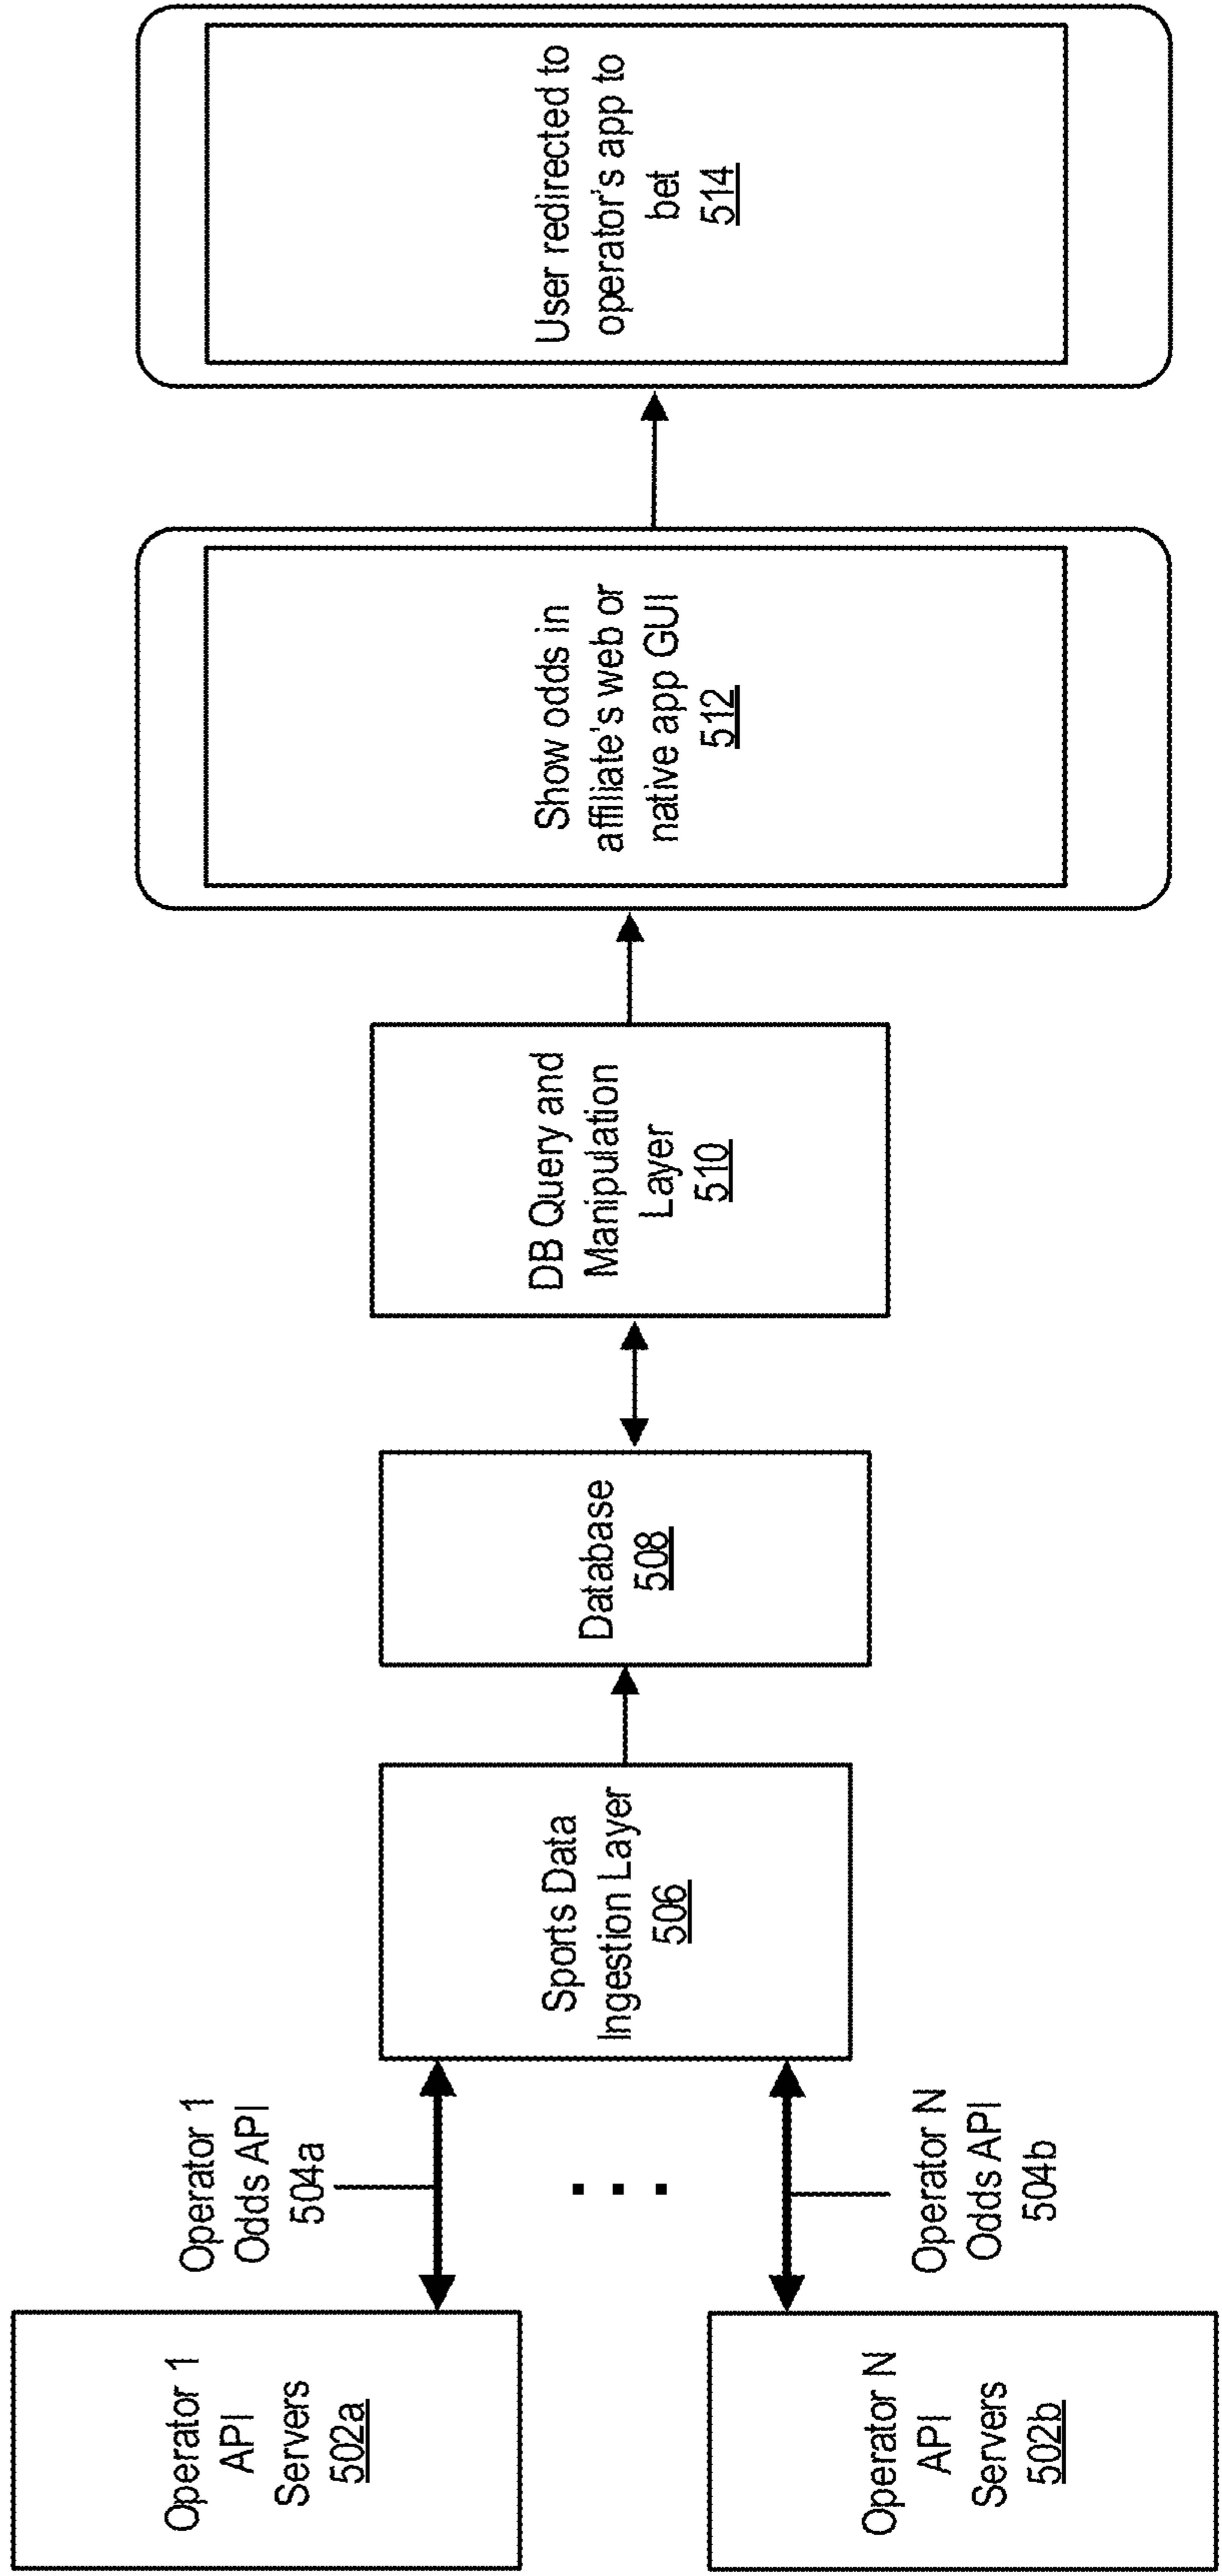 Operator 1
API
Servers
502a
Operator 1
Odds API
504a
Operator N
API
Servers
502b
Operator N
Odds API
504b
Sports Data
Ingestion Layer
506
Database
508
DB Query and
Manipulation
Layer
510
Show odds in
affiliate's web or
native app GUI
512
User redirected to
operator's app to
bet
514